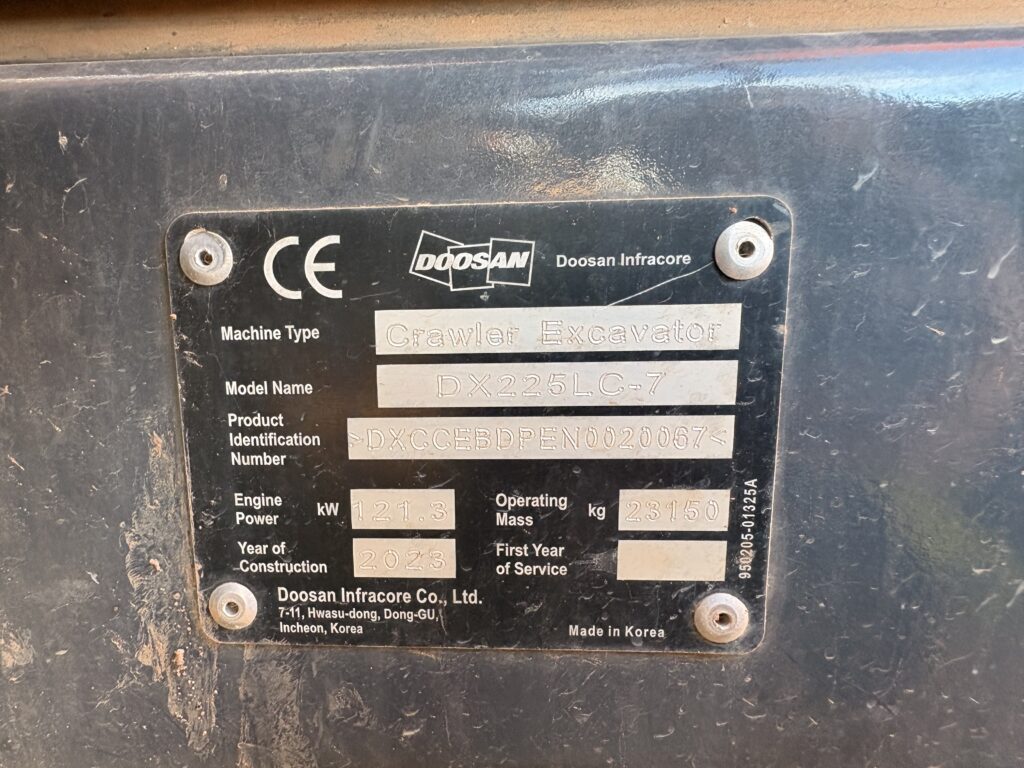 CE DOOSAN Doosan Infracore
Machine Type Crawler Excavator
Model Name DX225LC-7
Product
Identification
Number >DXCCEBDPEN0020067<
Engine
Power kW 121.3
Operating
Mass kg 23150
Year of
Construction 2023
First Year
of Service
950205-01325A
Doosan Infracore Co., Ltd.
7-11, Hwasu-dong, Dong-GU,
Incheon, Korea
Made in Korea